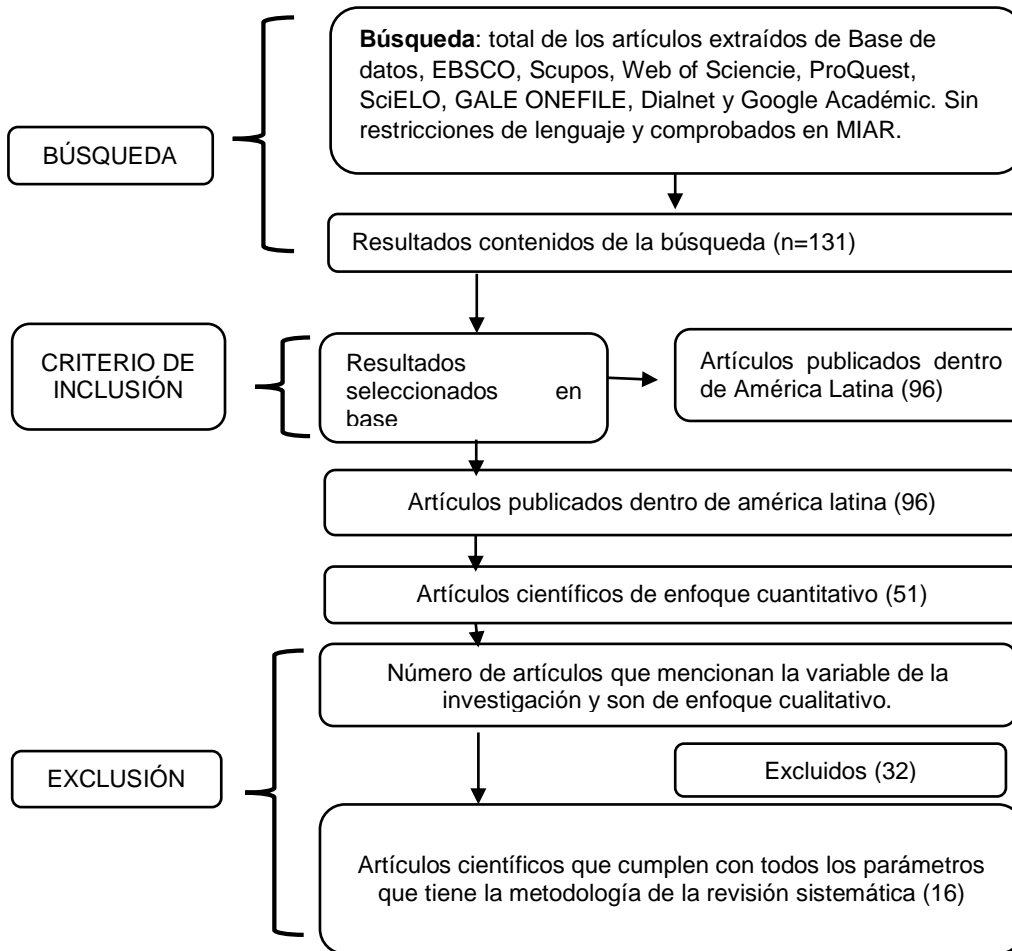 Búsqueda: total de los artículos extraídos de Base de
datos, EBSCO, Scupos, Web of Sciencie, ProQuest,
SciELO, GALE ONEFILE, Dialnet y Google Académic. Sin
restricciones de lenguaje y comprobados en MIAR.
BÚSQUEDA
Resultados contenidos de la búsqueda (n=131)
CRITERIO DE
INCLUSIÓN
Resultados
seleccionados en
base
Artículos publicados dentro
de América Latina (96)
Artículos publicados dentro de américa latina (96)
Artículos científicos de enfoque cuantitativo (51)
Número de artículos que mencionan la variable de la
investigación y son de enfoque cualitativo.
EXCLUSIÓN
Excluidos (32)
Artículos científicos que cumplen con todos los parámetros
que tiene la metodología de la revisión sistemática (16)